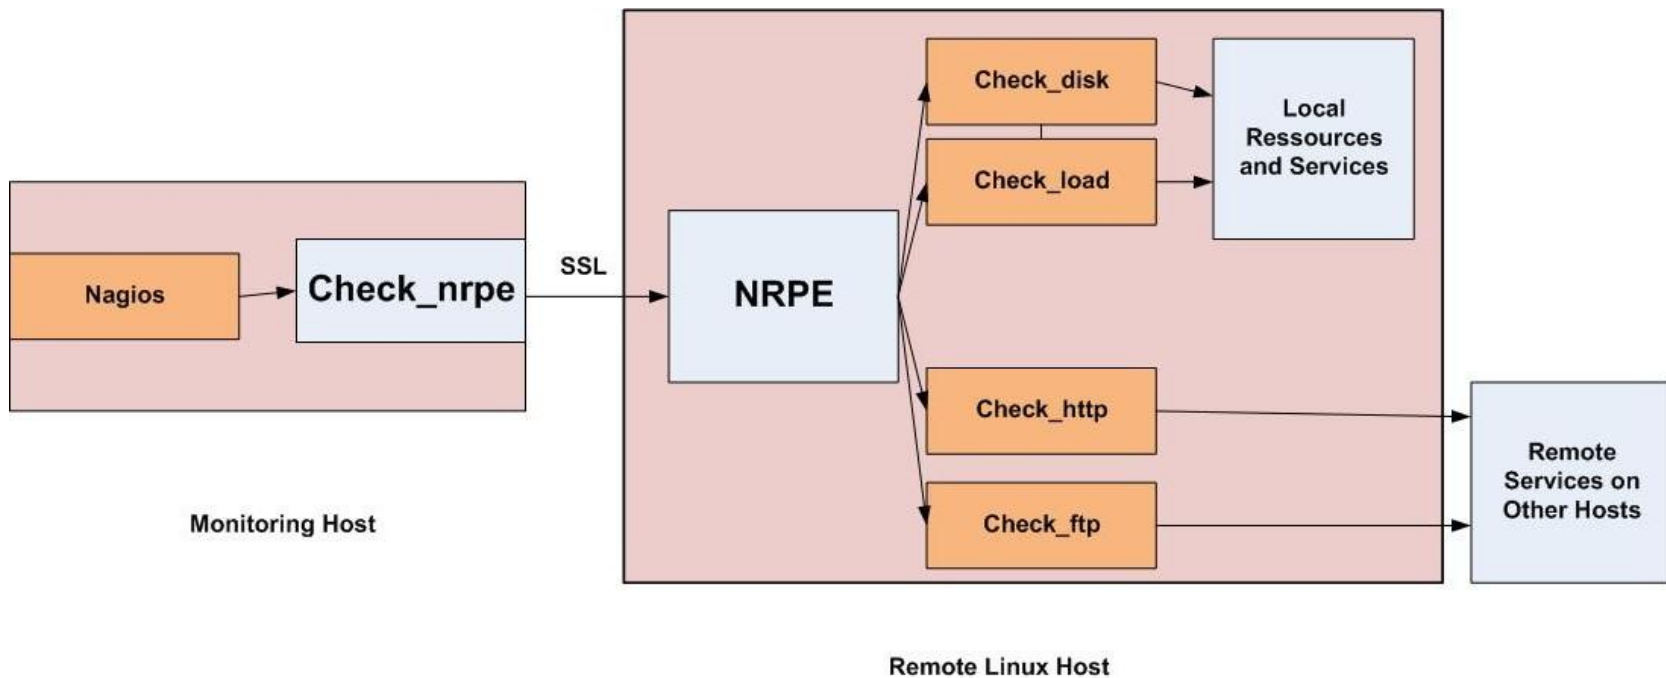 Check_disk
Local
Ressources
and Services
Check_load
SSL
Nagios
Check_nrpe
NRPE
Check_http
Remote
Services on
Other Hosts
Check_ftp
Monitoring Host
Remote Linux Host